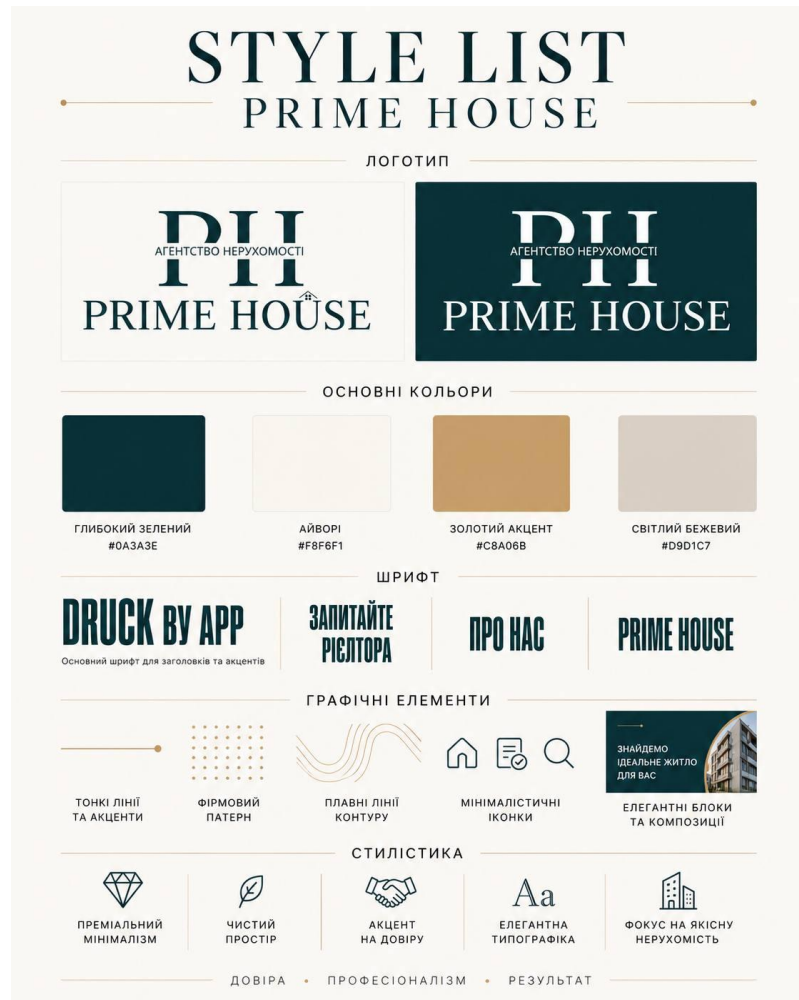 STYLE LIST
PRIME HOUSE
ЛОГОТИП
PH
АГЕНТСТВО НЕРУХОМОСТІ
PRIME HOUSE
PH
АГЕНТСТВО НЕРУХОМОСТІ
PRIME HOUSE
ОСНОВНІ КОЛЬОРИ
ГЛИБОКИЙ ЗЕЛЕНИЙ
#0A3A3E
АЙВОРІ
#F8F6F1
ЗОЛОТИЙ АКЦЕНТ
#C8A06B
СВІТЛИЙ БЕЖЕВИЙ
#D9D1C7
ШРИФТ
DRUCK BY APP
Основний шрифт для заголовків та акцентів
ЗАПИТАЙТЕ
РІЄЛТОРА
ПРО НАС
PRIME HOUSE
ГРАФІЧНІ ЕЛЕМЕНТИ
ТОНКІ ЛІНІЇ
ТА АКЦЕНТИ
ФІРМОВИЙ
ПАТЕРН
ПЛАВНІ ЛІНІЇ
КОНТУРУ
МІНІМАЛІСТИЧНІ
ІКОНКИ
ЗНАЙДЕМО
ІДЕАЛЬНЕ ЖИТЛО
ДЛЯ ВАС
ЕЛЕГАНТНІ БЛОКИ
ТА КОМПОЗИЦІЇ
СТИЛІСТИКА
ПРЕМІАЛЬНИЙ
МІНІМАЛІЗМ
ЧИСТИЙ
ПРОСТІР
АКЦЕНТ
НА ДОВІРУ
Aa
ЕЛЕГАНТНА
ТИПОГРАФІКА
ФОКУС НА ЯКІСНУ
НЕРУХОМІСТЬ
ДОВІРА • ПРОФЕСІОНАЛІЗМ • РЕЗУЛЬТАТ